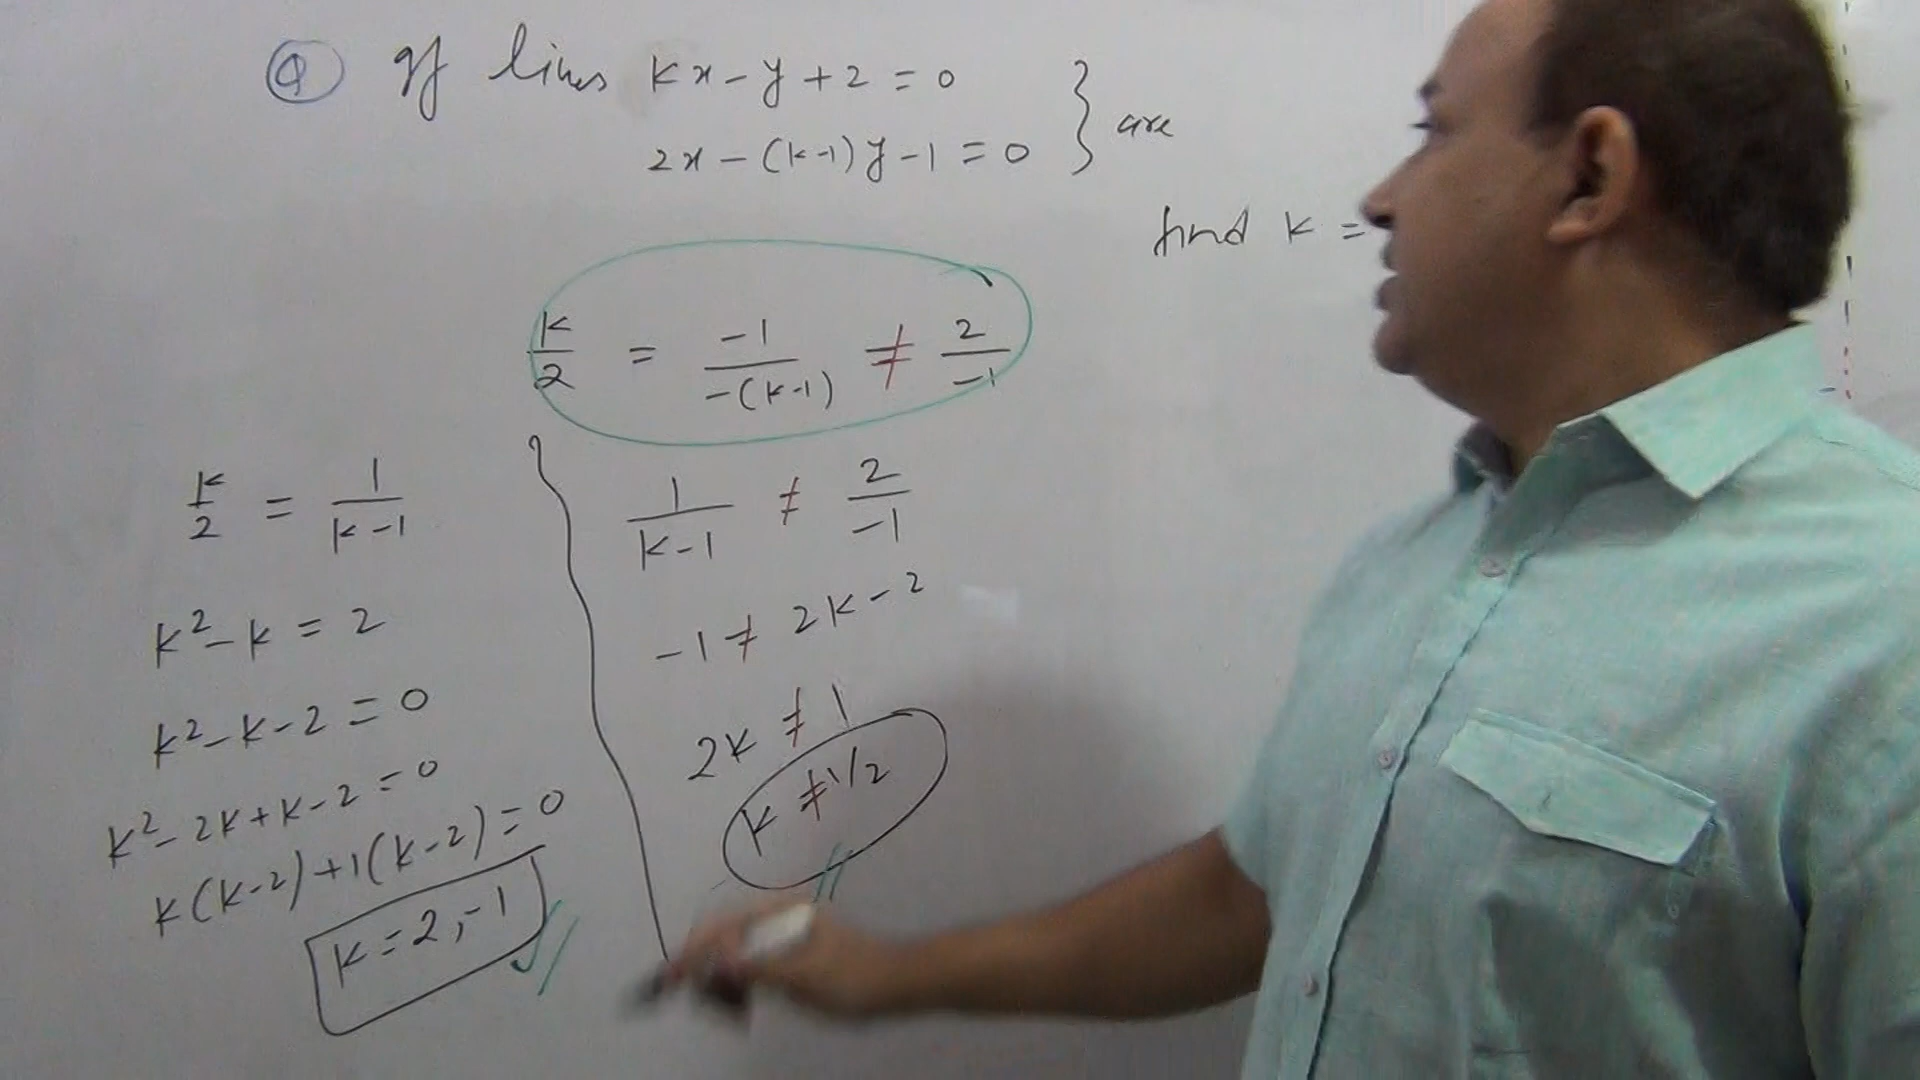 Q If lines kx - y + 2 = 0
2x - (k-1)y - 1 = 0 } are
find k =
k/2 = -1/-(k-1) ≠ 2/-1
k/2 = 1/k-1
k² - k = 2
k² - k - 2 = 0
k² - 2k + k - 2 = 0
k(k-2) + 1(k-2) = 0
k = 2, -1
1/k-1 ≠ 2/-1
-1 ≠ 2k - 2
2k ≠ 1
k ≠ 1/2